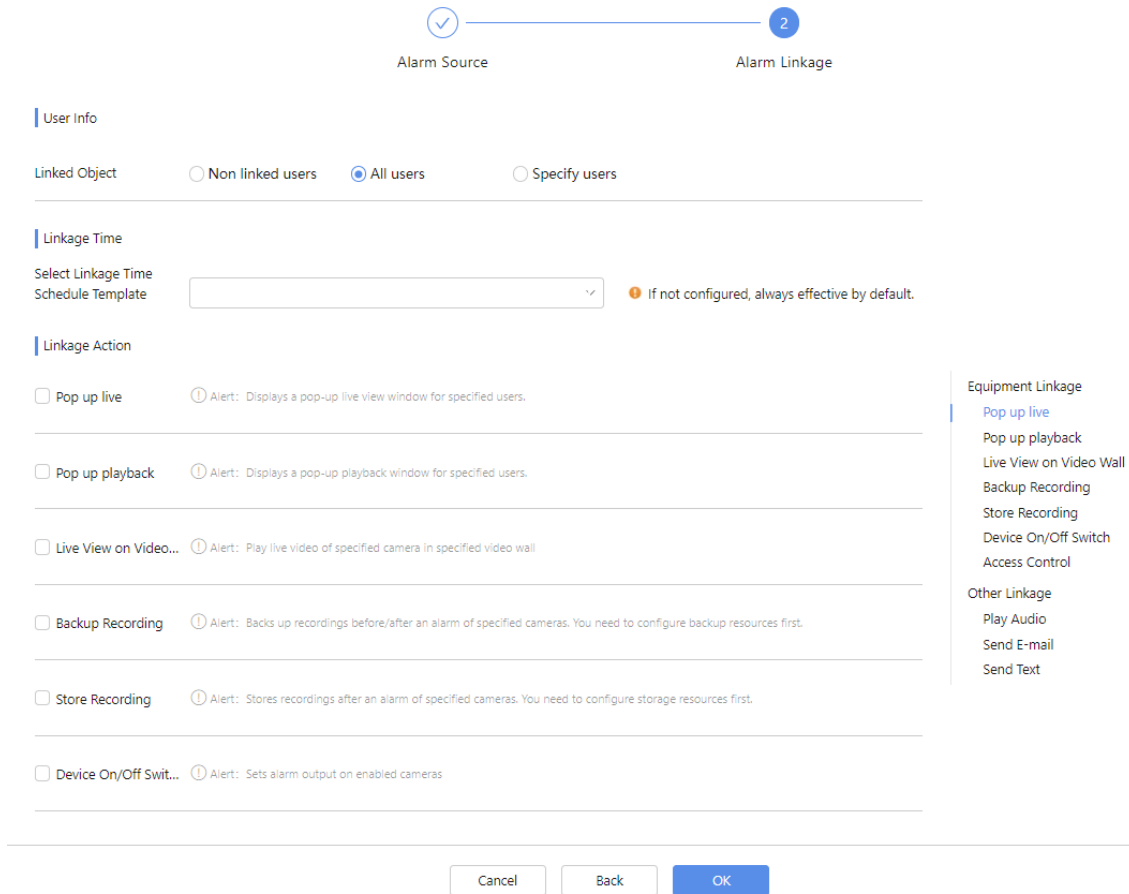 2
Alarm Source
Alarm Linkage
User Info
Linked Object
Non linked users
All users
Specify users
Linkage Time
Select Linkage Time
Schedule Template
If not configured, always effective by default.
Linkage Action
Pop up live
Alert: Displays a pop-up live view window for specified users.
Pop up playback
Alert: Displays a pop-up playback window for specified users.
Live View on Video...
Alert: Play live video of specified camera in specified video wall
Backup Recording
Alert: Backs up recordings before/after an alarm of specified cameras. You need to configure backup resources first.
Store Recording
Alert: Stores recordings after an alarm of specified cameras. You need to configure storage resources first.
Device On/Off Swit...
Alert: Sets alarm output on enabled cameras
Equipment Linkage
Pop up live
Pop up playback
Live View on Video Wall
Backup Recording
Store Recording
Device On/Off Switch
Access Control
Other Linkage
Play Audio
Send E-mail
Send Text
Cancel
Back
OK